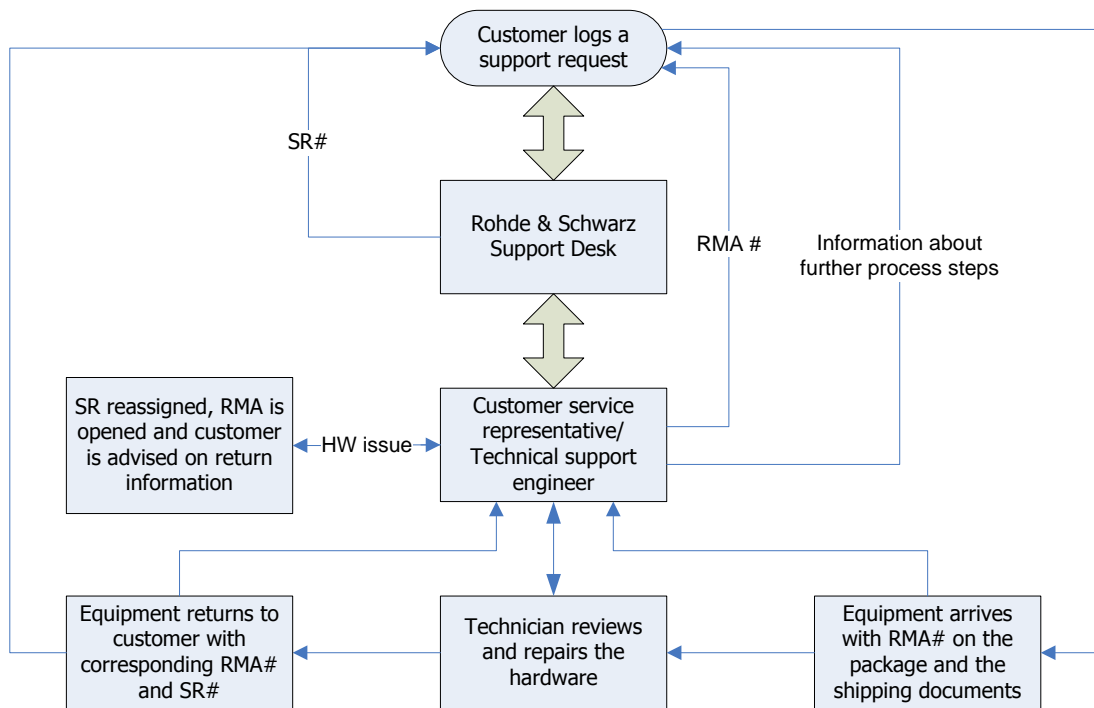 Customer logs a
support request
SR#
Rohde & Schwarz
Support Desk
RMA #
Information about
further process steps
SR reassigned, RMA is
opened and customer
is advised on return
information
HW issue
Customer service
representative/
Technical support
engineer
Equipment returns to
customer with
corresponding RMA#
and SR#
Technician reviews
and repairs the
hardware
Equipment arrives
with RMA# on the
package and the
shipping documents